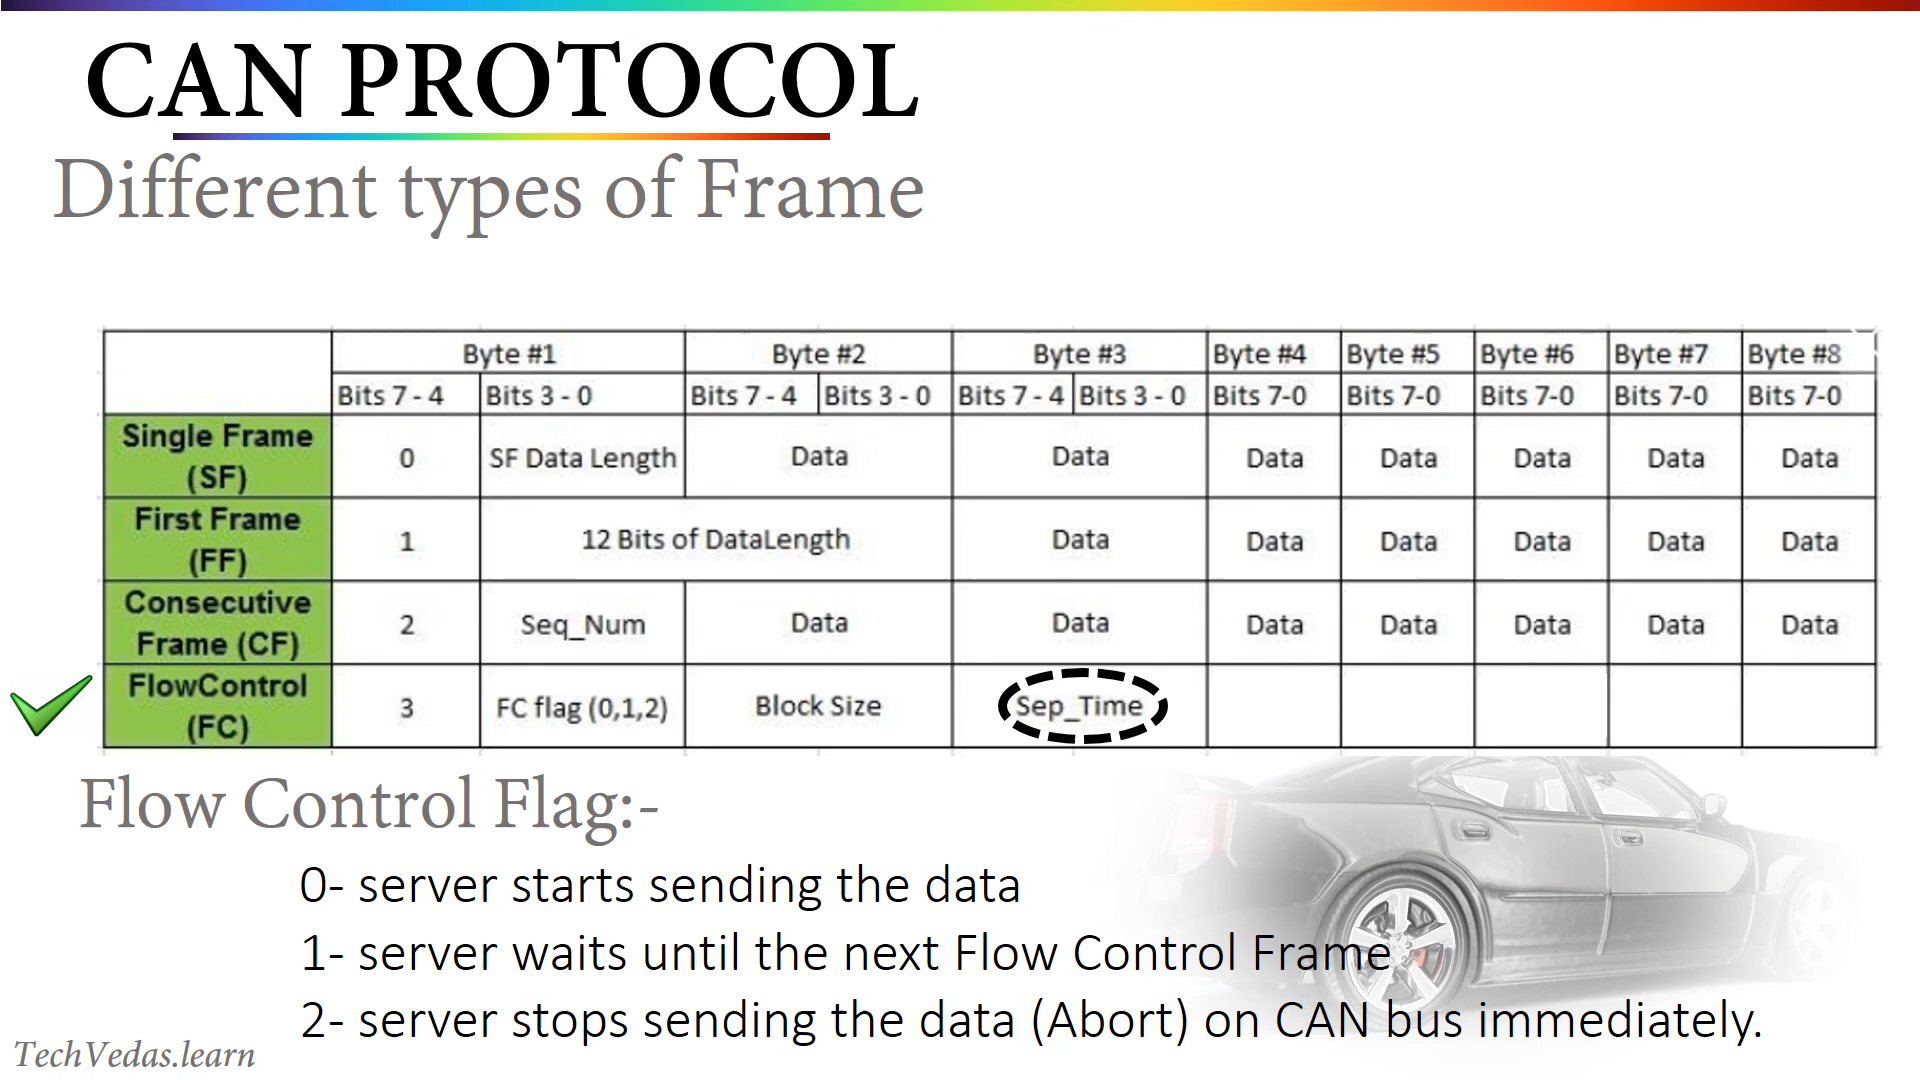 CAN PROTOCOL
Different types of Frame
Byte #1 Byte #2 Byte #3 Byte #4 Byte #5 Byte #6 Byte #7 Byte #8
Bits 7 - 4 Bits 3 - 0 Bits 7 - 4 Bits 3 - 0 Bits 7 - 4 Bits 3 - 0 Bits 7-0 Bits 7-0 Bits 7-0 Bits 7-0 Bits 7-0
Single Frame
(SF)
0 SF Data Length Data Data Data Data Data Data Data
First Frame
(FF)
1 12 Bits of DataLength Data Data Data Data Data Data
Consecutive
Frame (CF)
2 Seq_Num Data Data Data Data Data Data Data
FlowControl
(FC)
3 FC flag (0,1,2) Block Size Sep_Time
Flow Control Flag:-
0- server starts sending the data
1- server waits until the next Flow Control Frame
2- server stops sending the data (Abort) on CAN bus immediately.
TechVedas.learn